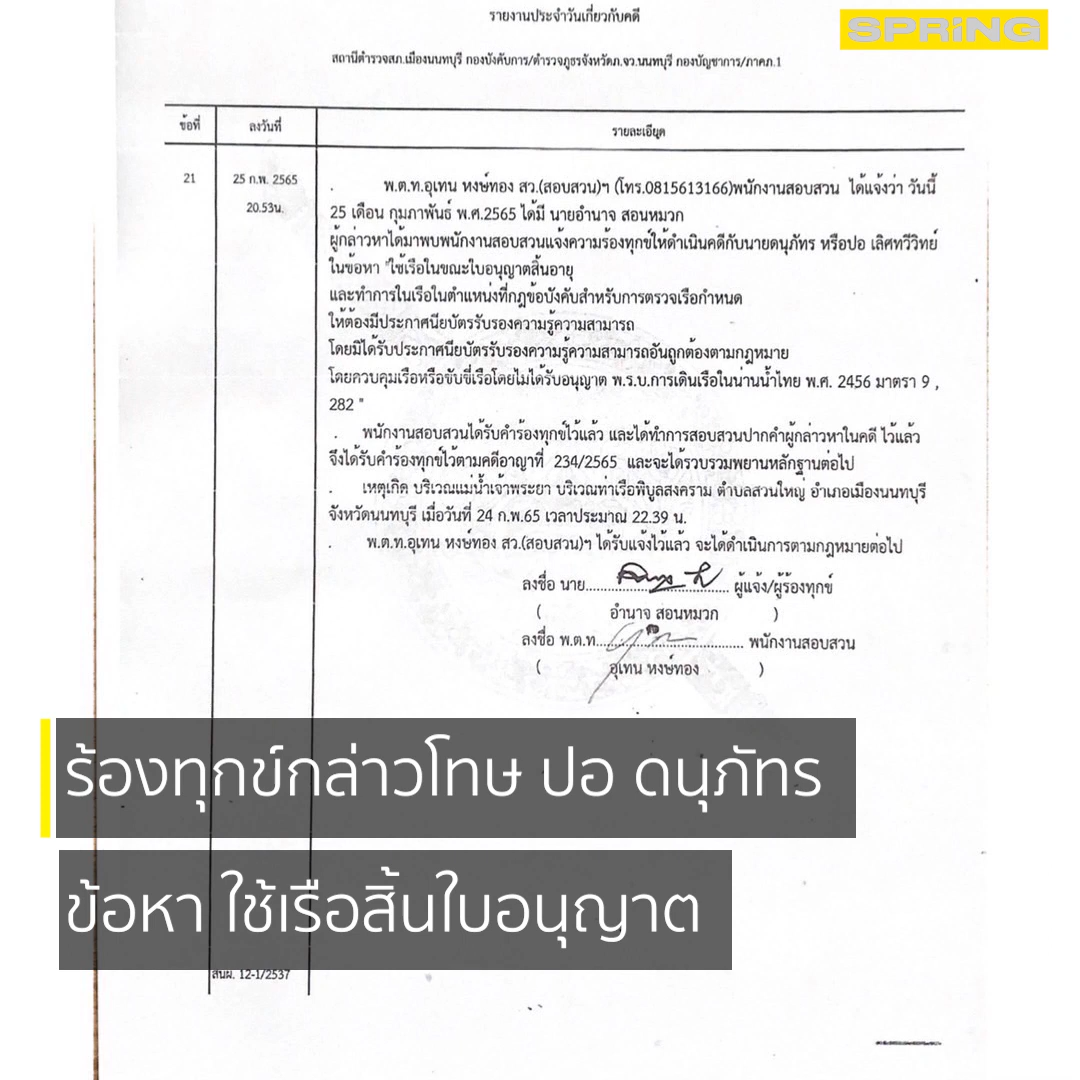 รายงานประจำวันเกี่ยวกับคดี
SPRiNG
สถานีตำรวจสภ.เมืองนนทบุรี กองบังคับการ/ตำรวจภูธรจังหวัดภ.จว.นนทบุรี กองบัญชาการ/ภาคภ.1
ข้อที่ ลงวันที่ รายละเอียด
21 25 ก.พ. 2565
20.53น.
. พ.ต.ท.อุเทน หงษ์ทอง สว.(สอบสวน)ฯ (โทร.0815613166)พนักงานสอบสวน ได้แจ้งว่า วันนี้
25 เดือน กุมภาพันธ์ พ.ศ.2565 ได้มี นายอำนาจ สอนหมวก
ผู้กล่าวหาได้มาพบพนักงานสอบสวนแจ้งความร้องทุกข์ให้ดำเนินคดีกับนายดนุภัทร หรือปอ เลิศทวีวิทย์
ในข้อหา "ใช้เรือในขณะใบอนุญาตสิ้นอายุ
และทำการในเรือในตำแหน่งที่กฎข้อบังคับสำหรับการตรวจเรือกำหนด
ให้ต้องมีประกาศนียบัตรรับรองความรู้ความสามารถ
โดยมิได้รับประกาศนียบัตรรับรองความรู้ความสามารถอันถูกต้องตามกฎหมาย
โดยควบคุมเรือหรือขับขี่เรือโดยไม่ได้รับอนุญาต พ.ร.บ.การเดินเรือในน่านน้ำไทย พ.ศ. 2456 มาตรา 9 ,
282 "
. พนักงานสอบสวนได้รับคำร้องทุกข์ไว้แล้ว และได้ทำการสอบสวนปากคำผู้กล่าวหาในคดี ไว้แล้ว
จึงได้รับคำร้องทุกข์ไว้ตามคดีอาญาที่ 234/2565 และจะได้รวบรวมพยานหลักฐานต่อไป
. เหตุเกิด บริเวณแม่น้ำเจ้าพระยา บริเวณท่าเรือพิบูลสงคราม ตำบลสวนใหญ่ อำเภอเมืองนนทบุรี
จังหวัดนนทบุรี เมื่อวันที่ 24 ก.พ.65 เวลาประมาณ 22.39 น.
. พ.ต.ท.อุเทน หงษ์ทอง สว.(สอบสวน)ฯ ได้รับแจ้งไว้แล้ว จะได้ดำเนินการตามกฎหมายต่อไป
ลงชื่อ นาย.................................. ผู้แจ้ง/ผู้ร้องทุกข์
( อำนาจ สอนหมวก )
ลงชื่อ พ.ต.ท.................................. พนักงานสอบสวน
( อุเทน หงษ์ทอง )
ร้องทุกข์กล่าวโทษ ปอ ดนุภัทร
ข้อหา ใช้เรือสิ้นใบอนุญาต
สนผ. 12-1/2537